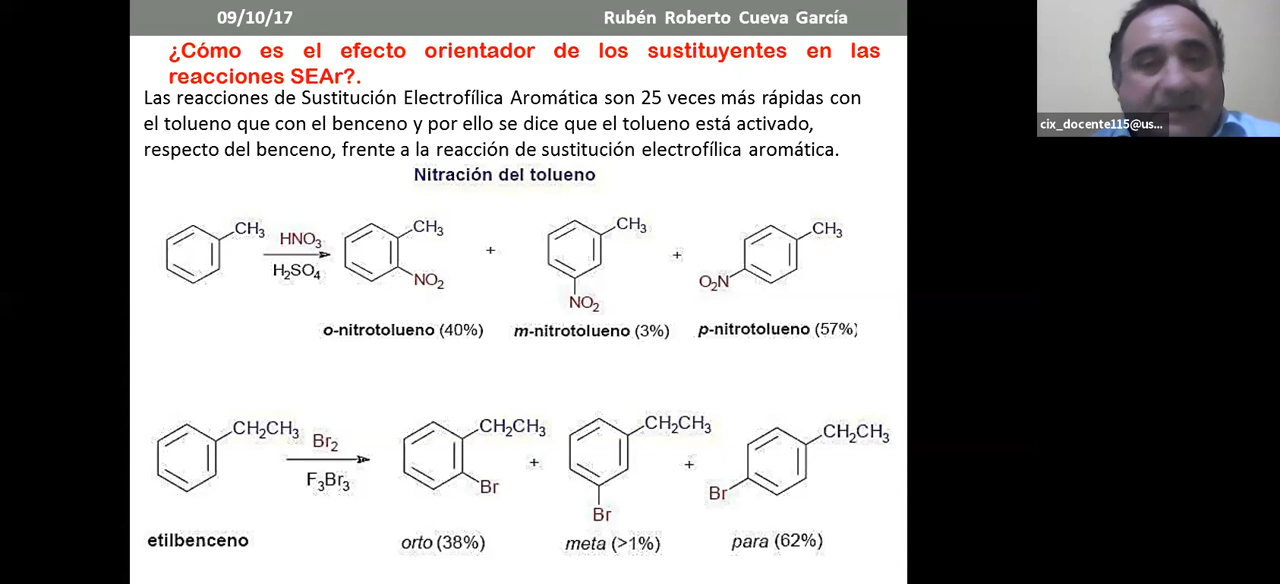 09/10/17 Rubén Roberto Cueva García
¿Cómo es el efecto orientador de los sustituyentes en las
reacciones SEAr?.
Las reacciones de Sustitución Electrofílica Aromática son 25 veces más rápidas con
el tolueno que con el benceno y por ello se dice que el tolueno está activado,
respecto del benceno, frente a la reacción de sustitución electrofílica aromática.
cix_docente115@us...
Nitración del tolueno
CH3 HNO3 CH3 + CH3 + CH3
H2SO4 NO2 NO2 O2N
o-nitrotolueno (40%) m-nitrotolueno (3%) p-nitrotolueno (57%)
CH2CH3 Br2 CH2CH3 + CH2CH3 + CH2CH3
F3Br3 Br Br Br
etilbenceno orto (38%) meta (>1%) para (62%)